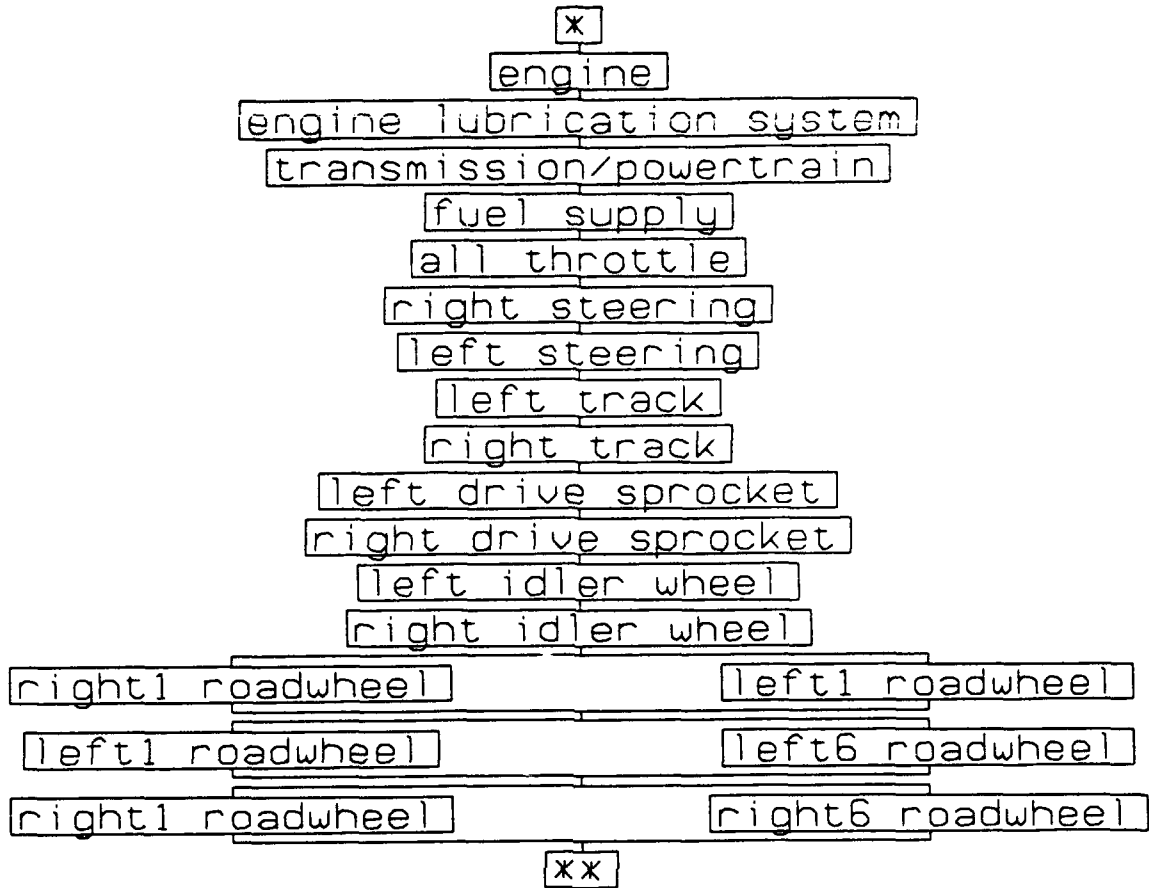 *
engine
engine lubrication system
transmission/powertrain
fuel supply
all throttle
right steering
left steering
left track
right track
left drive sprocket
right drive sprocket
left idler wheel
right idler wheel
right1 roadwheel left1 roadwheel
left1 roadwheel left6 roadwheel
right1 roadwheel right6 roadwheel
**